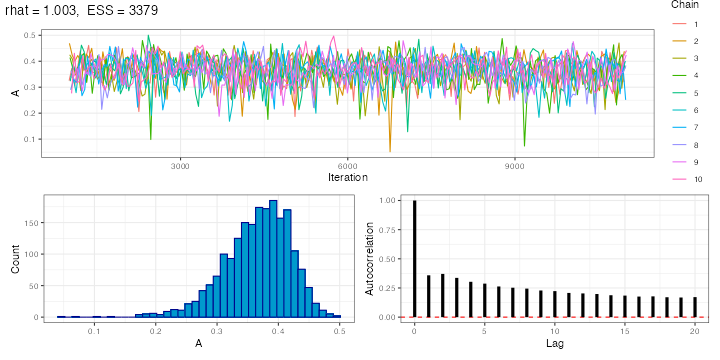 rhat = 1.003, ESS = 3379
Chain
1
2
3
4
5
6
7
8
9
10
A
0.5
0.4
0.3
0.2
0.1
3000 6000 9000
Iteration
Count
150
100
50
0
0.1 0.2 0.3 0.4 0.5
A
Autocorrelation
1.00
0.75
0.50
0.25
0.00
0 5 10 15 20
Lag